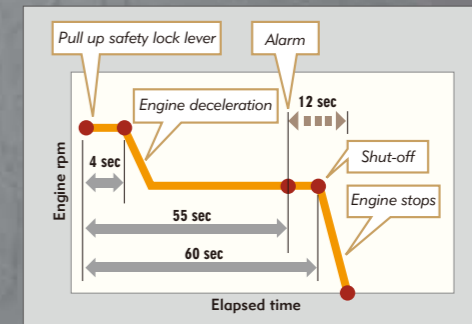 Pull up safety lock lever
Alarm
Engine deceleration
12 sec
4 sec
Shut-off
Engine stops
55 sec
60 sec
Engine rpm
Elapsed time